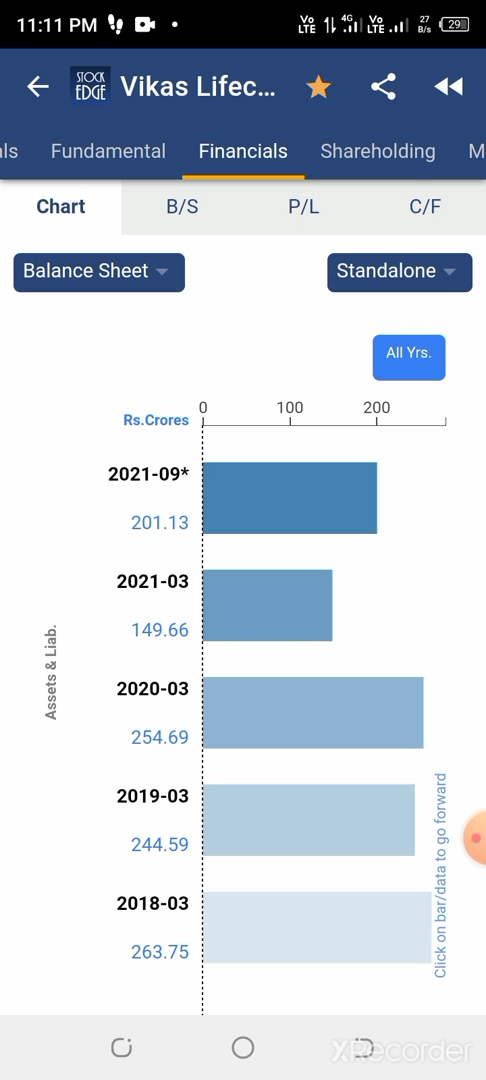 11:11 PM
Vo LTE 4G Vo LTE 27 B/s 29
STOCK EDGE
Vikas Lifec...
als Fundamental Financials Shareholding M
Chart B/S P/L C/F
Balance Sheet Standalone
All Yrs.
Rs.Crores 0 100 200
2021-09*
201.13
2021-03
149.66
Assets & Liab.
2020-03
254.69
2019-03
244.59
Click on bar/data to go forward
2018-03
263.75
XRecorder